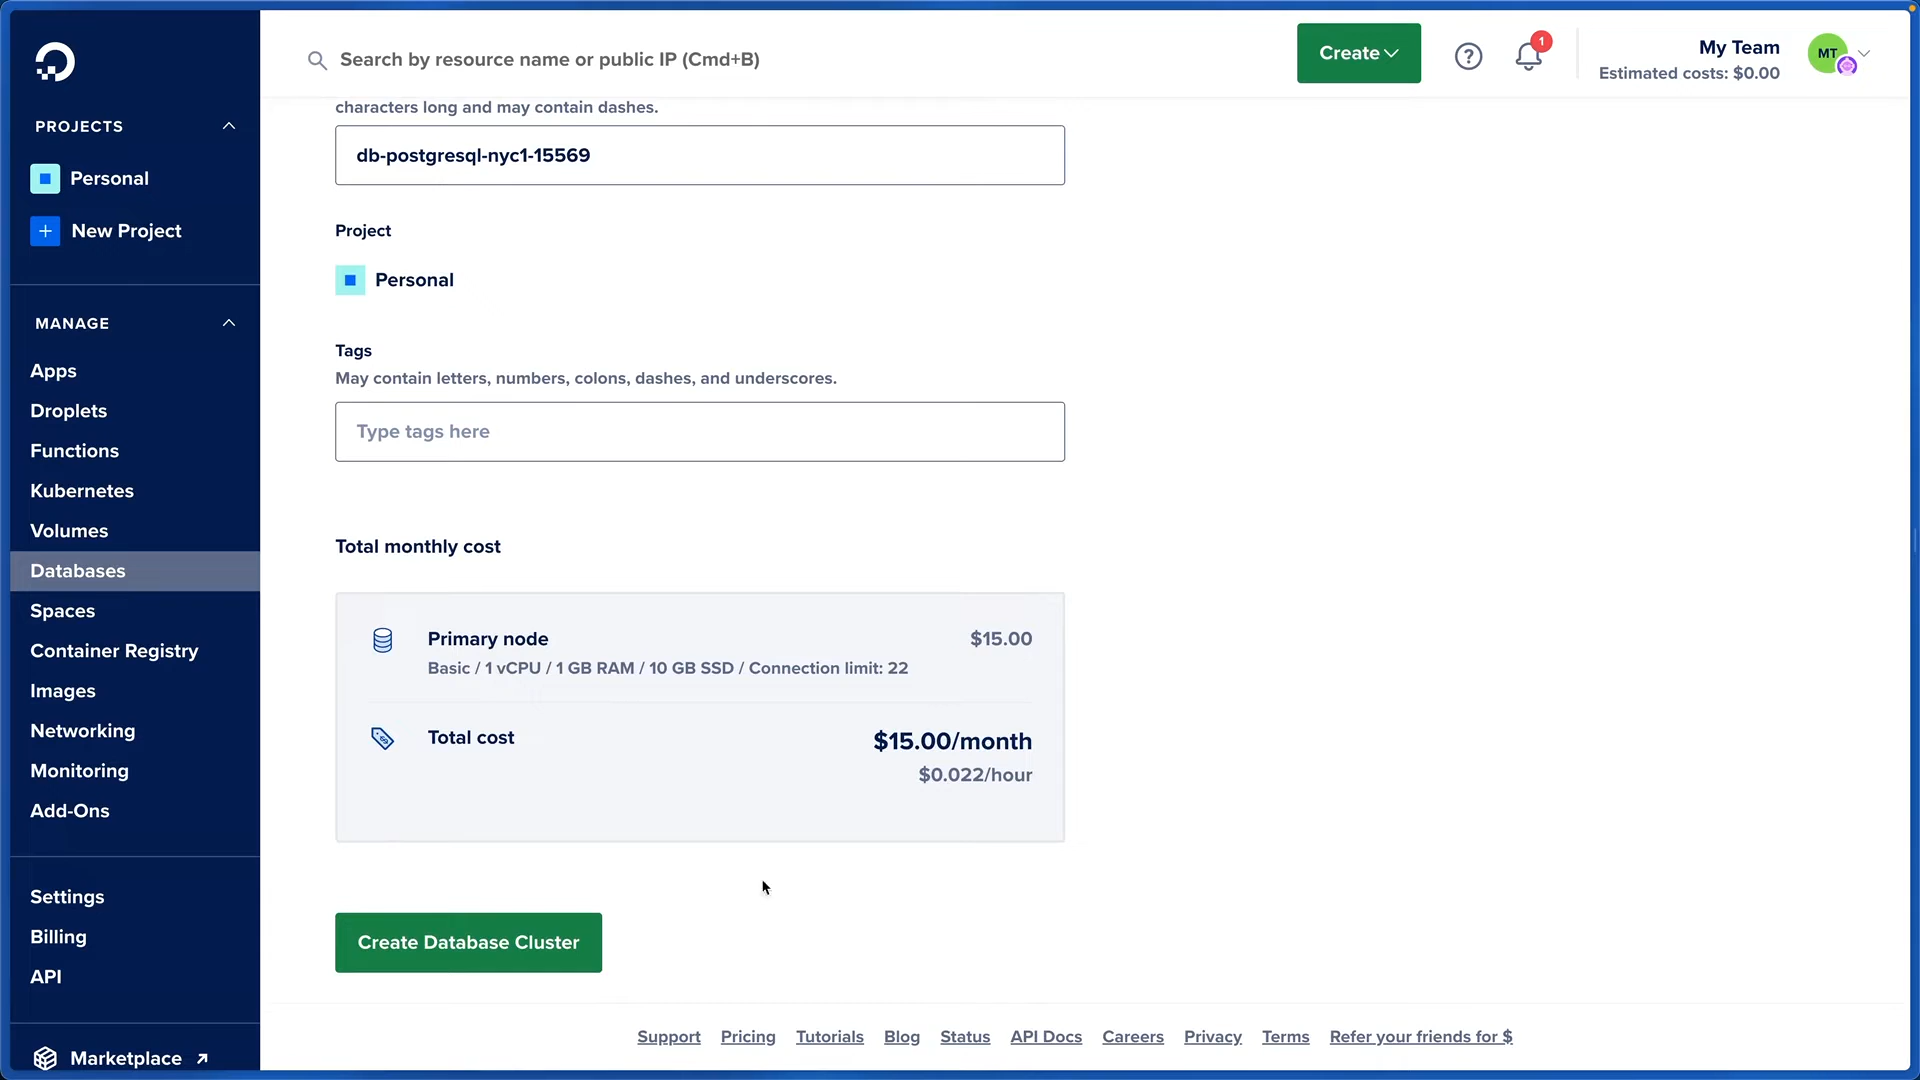 Search by resource name or public IP (Cmd+B)
Create
1
My Team
Estimated costs: $0.00
MT
PROJECTS
Personal
New Project
MANAGE
Apps
Droplets
Functions
Kubernetes
Volumes
Databases
Spaces
Container Registry
Images
Networking
Monitoring
Add-Ons
Settings
Billing
API
Marketplace
characters long and may contain dashes.
db-postgresql-nyc1-15569
Project
Personal
Tags
May contain letters, numbers, colons, dashes, and underscores.
Type tags here
Total monthly cost
Primary node $15.00
Basic / 1 vCPU / 1 GB RAM / 10 GB SSD / Connection limit: 22
Total cost $15.00/month
$0.022/hour
Create Database Cluster
Support Pricing Tutorials Blog Status API Docs Careers Privacy Terms Refer your friends for $